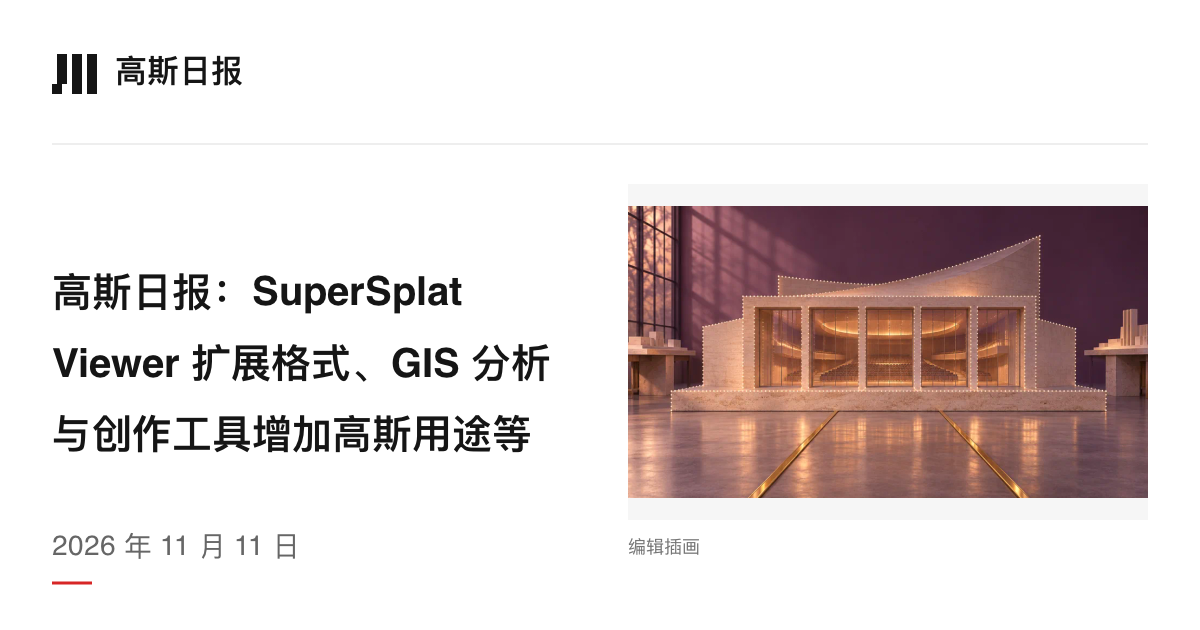 高斯日报
高斯日报：SuperSplat
Viewer 扩展格式、GIS 分析
与创作工具增加高斯用途等
2026 年 11 月 11 日
编辑插画